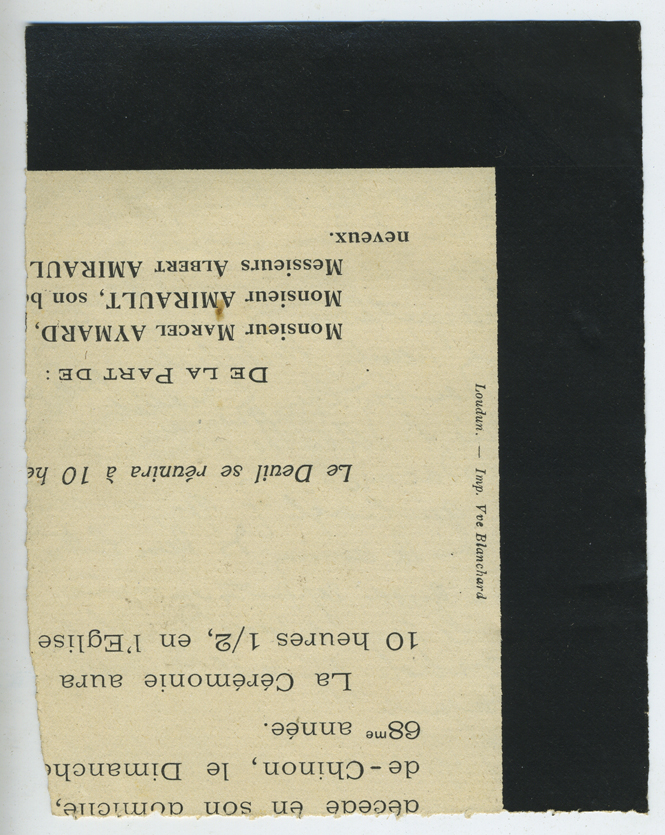 décédé en son domicile,
de-Chinon, le Dimanche
68me année.
La Cérémonie aura
10 heures 1/2, en l'Eglise
Le Deuil se réunira à 10 he
DE LA PART DE :
Monsieur MARCEL AYMARD,
Monsieur AMIRAULT, son be
Messieurs ALBERT AMIRAUL
neveux.
Loudun. — Imp. Vve Blanchard